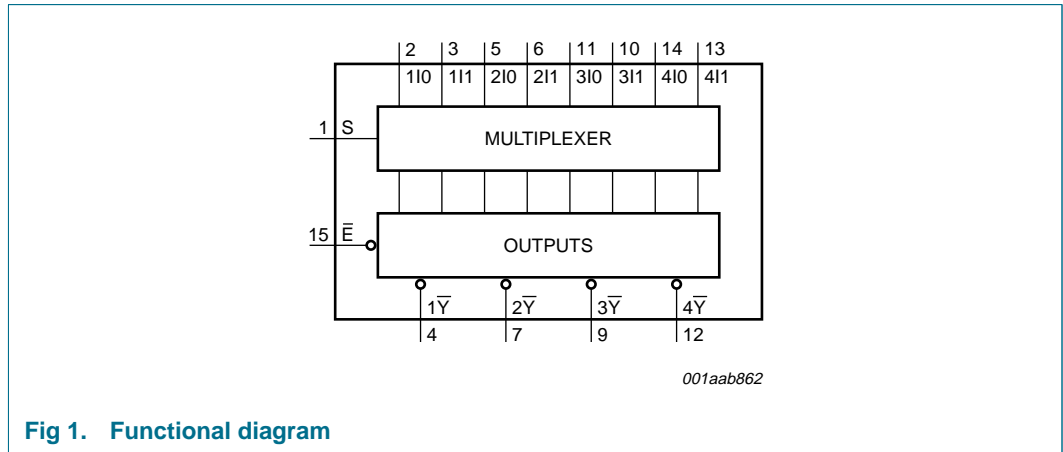 2 3 5 6 11 10 14 13
1I0 1I1 2I0 2I1 3I0 3I1 4I0 4I1
1 S
MULTIPLEXER
15 E̅
OUTPUTS
1Y̅ 2Y̅ 3Y̅ 4Y̅
4 7 9 12
001aab862
Fig 1. Functional diagram